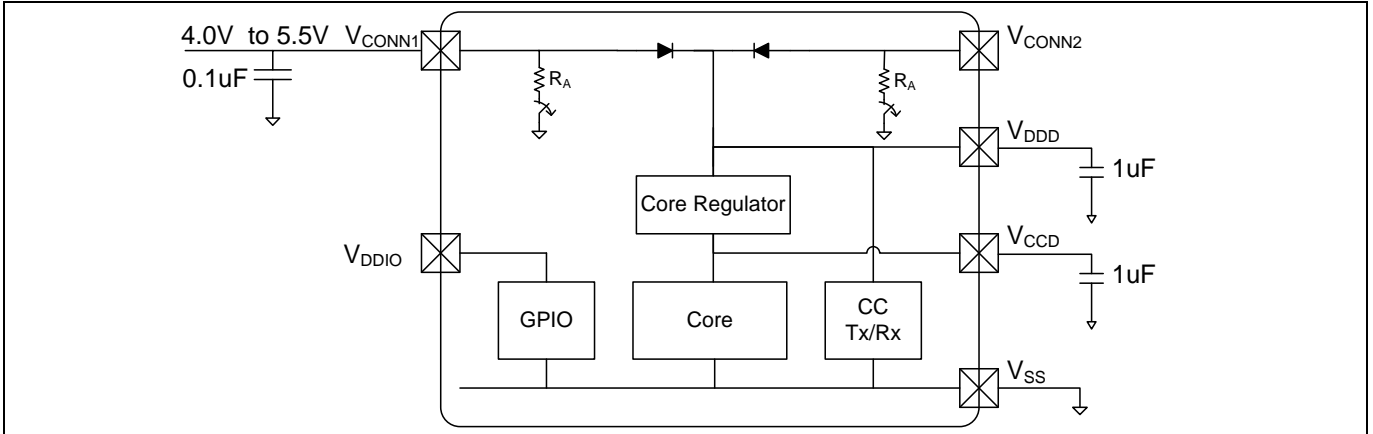 4.0V to 5.5V V_CONN1
V_CONN2
0.1uF
R_A
R_A
V_DDD
1uF
Core Regulator
V_DDIO
V_CCD
1uF
GPIO
Core
CC
Tx/Rx
V_SS